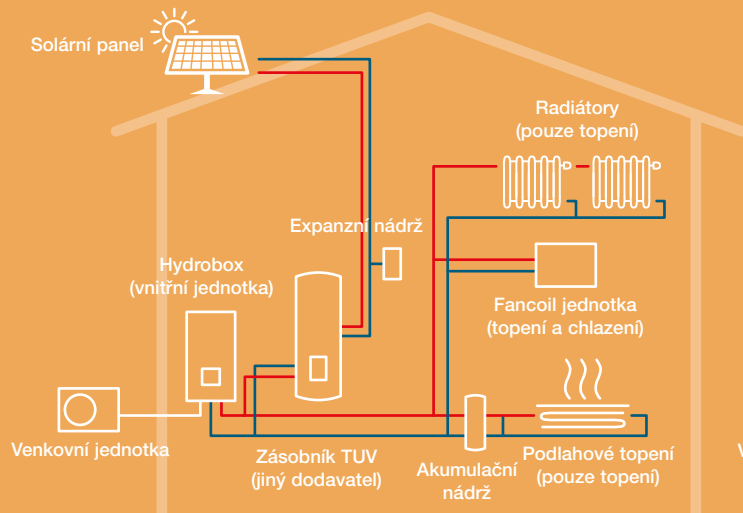 Solární panel
Radiátory
(pouze topení)
Expanzní nádrž
Hydrobox
(vnitřní jednotka)
Fancoil jednotka
(topení a chlazení)
Venkovní jednotka
Zásobník TUV
(jiný dodavatel)
Akumulační
nádrž
Podlahové topení
(pouze topení)
V